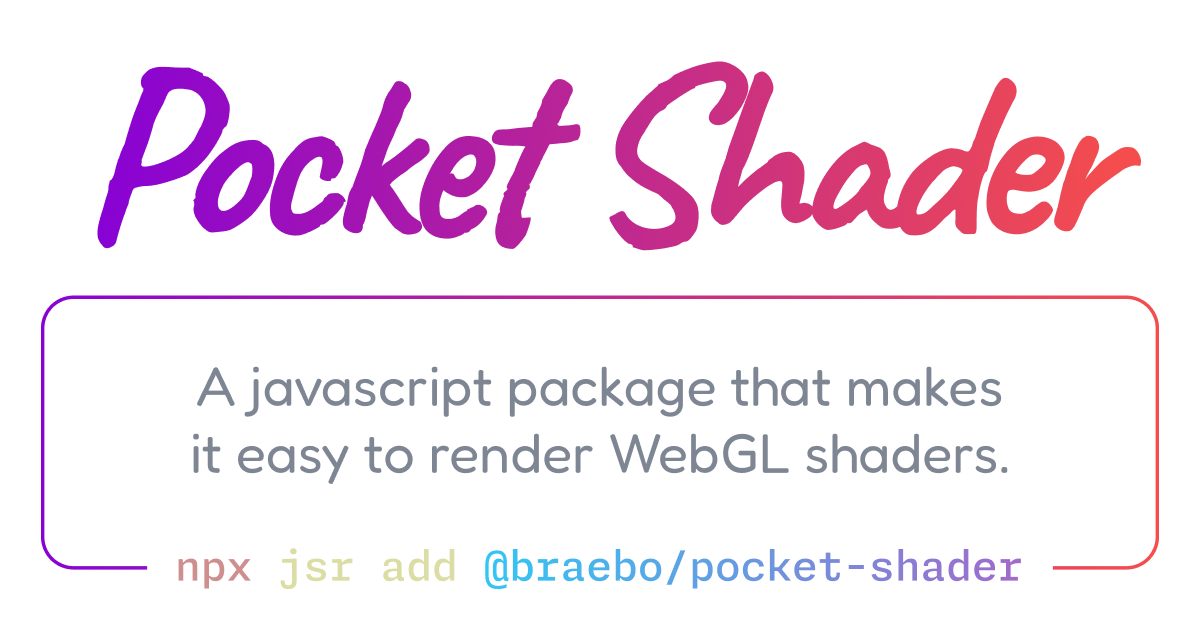 Pocket Shader
A javascript package that makes
it easy to render WebGL shaders.
npx jsr add @braebo/pocket-shader